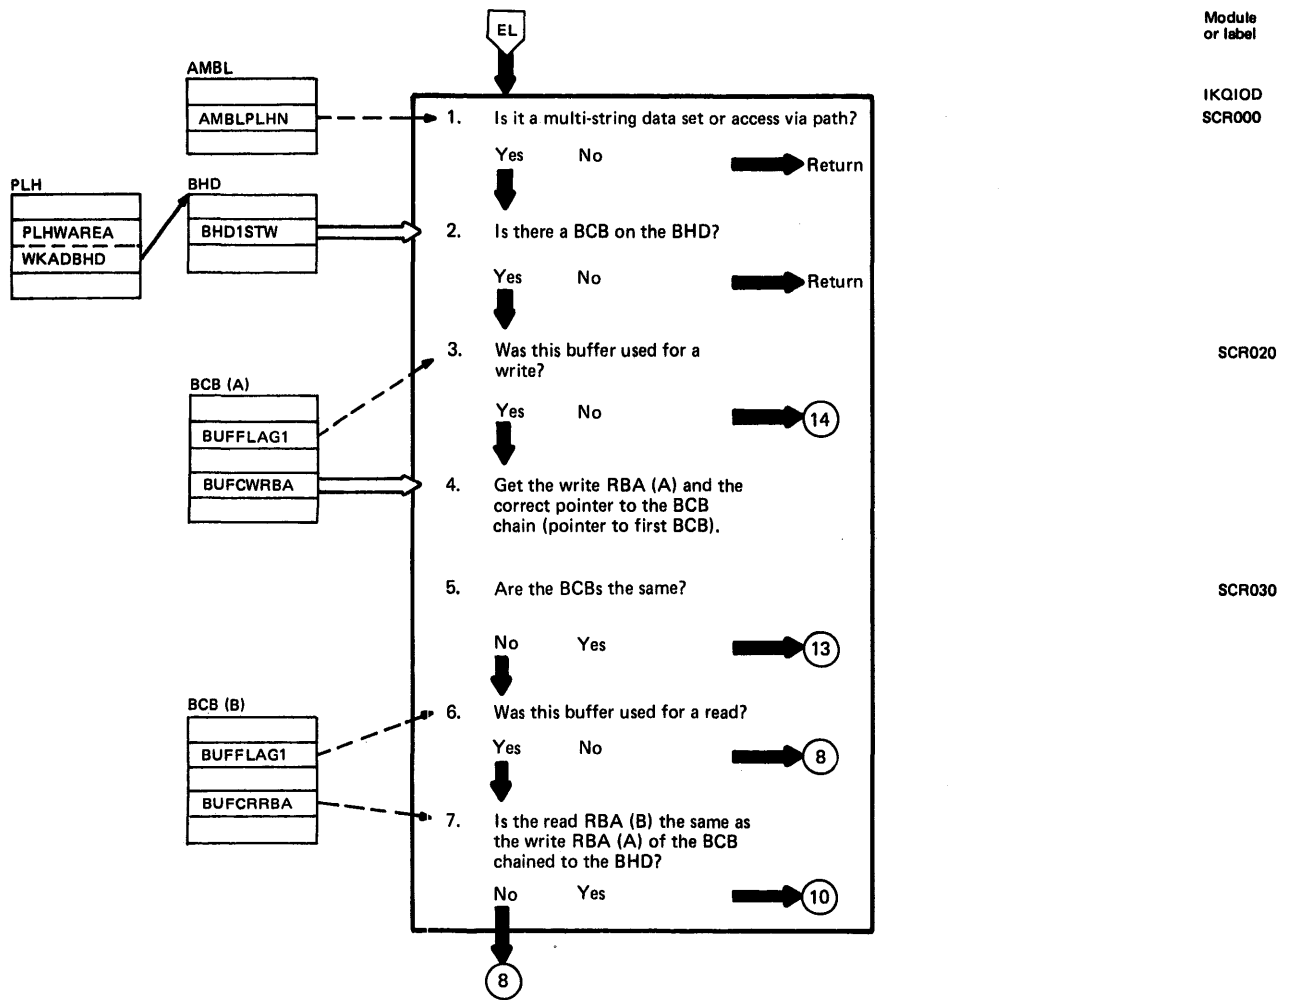 EL
Module
or label
AMBL
AMBLPLHN
IKQIOD
SCR000
1. Is it a multi-string data set or access via path?
Yes No Return
PLH
PLHWAREA
WKADBHD
BHD
BHD1STW
2. Is there a BCB on the BHD?
Yes No Return
3. Was this buffer used for a
write?
SCR020
BCB (A)
BUFFLAG1
BUFCWRBA
Yes No 14
4. Get the write RBA (A) and the
correct pointer to the BCB
chain (pointer to first BCB).
5. Are the BCBs the same?
SCR030
No Yes 13
BCB (B)
BUFFLAG1
BUFCRRBA
6. Was this buffer used for a read?
Yes No 8
7. Is the read RBA (B) the same as
the write RBA (A) of the BCB
chained to the BHD?
No Yes 10
8